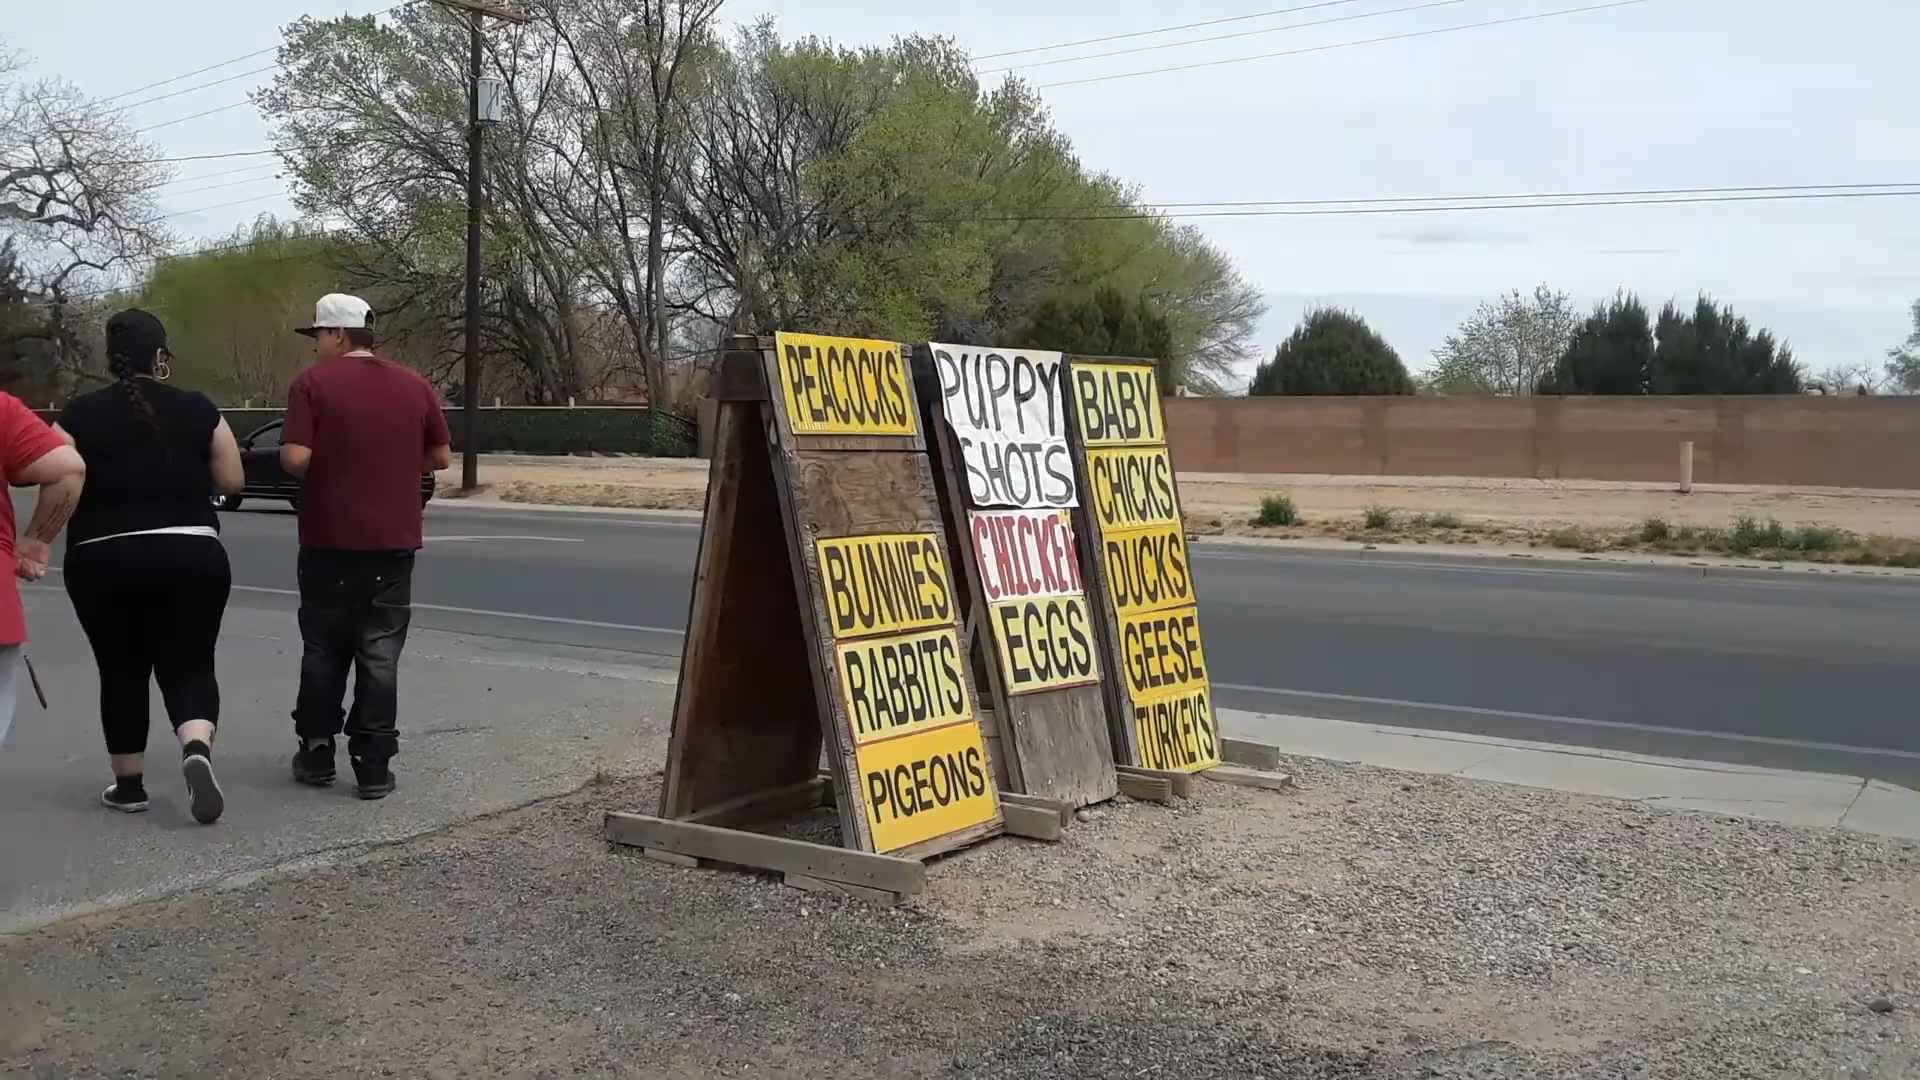 PEACOCKS
BUNNIES
RABBITS
PIGEONS
PUPPY
SHOTS
CHICKEN
EGGS
BABY
CHICKS
DUCKS
GEESE
TURKEYS